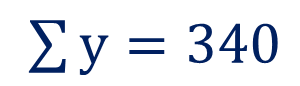 ∑ y = 340